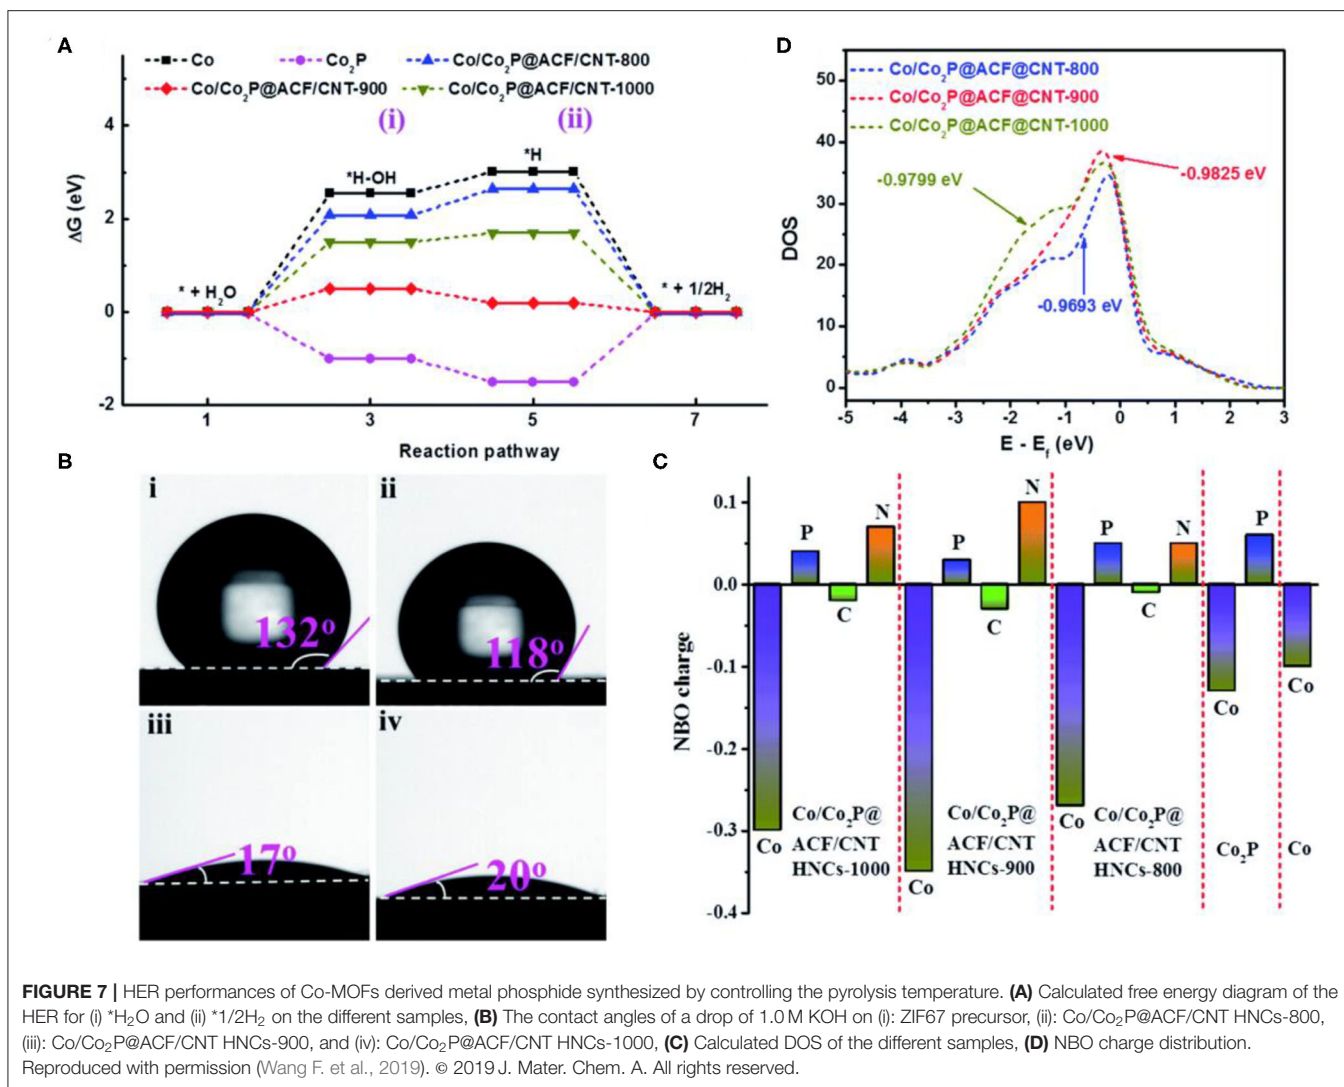 A
Co
Co₂P
Co/Co₂P@ACF/CNT-800
Co/Co₂P@ACF/CNT-900
Co/Co₂P@ACF/CNT-1000
(i)
(ii)
ΔG (eV)
4
2
0
-2
* + H₂O
*H-OH
*H
* + 1/2H₂
1
3
5
7
Reaction pathway
D
Co/Co₂P@ACF@CNT-800
Co/Co₂P@ACF@CNT-900
Co/Co₂P@ACF@CNT-1000
DOS
50
40
30
20
10
0
-0.9799 eV
-0.9825 eV
-0.9693 eV
-5
-4
-3
-2
-1
0
1
2
3
E - E_f (eV)
B
i
132°
ii
118°
iii
17°
iv
20°
C
NBO charge
0.1
0.0
-0.1
-0.2
-0.3
-0.4
Co
P
C
N
Co/Co₂P@
ACF/CNT
HNCs-1000
Co
P
C
N
Co/Co₂P@
ACF/CNT
HNCs-900
Co
P
C
N
Co/Co₂P@
ACF/CNT
HNCs-800
Co
P
Co₂P
Co
Co
FIGURE 7 | HER performances of Co-MOFs derived metal phosphide synthesized by controlling the pyrolysis temperature. (A) Calculated free energy diagram of the
HER for (i) *H₂O and (ii) *1/2H₂ on the different samples, (B) The contact angles of a drop of 1.0 M KOH on (i): ZIF67 precursor, (ii): Co/Co₂P@ACF/CNT HNCs-800,
(iii): Co/Co₂P@ACF/CNT HNCs-900, and (iv): Co/Co₂P@ACF/CNT HNCs-1000, (C) Calculated DOS of the different samples, (D) NBO charge distribution.
Reproduced with permission (Wang F. et al., 2019). © 2019 J. Mater. Chem. A. All rights reserved.